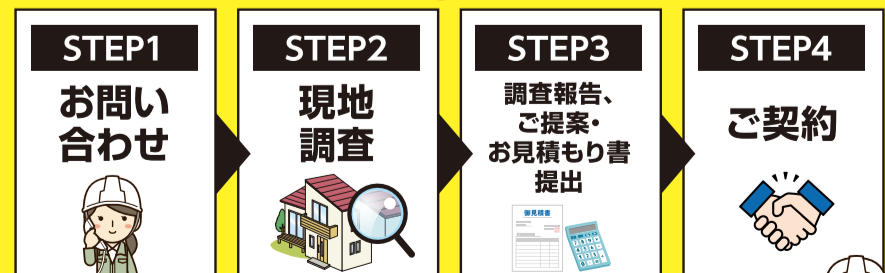 STEP1
お問い
合わせ
STEP2
現地
調査
STEP3
調査報告、
ご提案・
お見積もり書
提出
御見積書
STEP4
ご契約